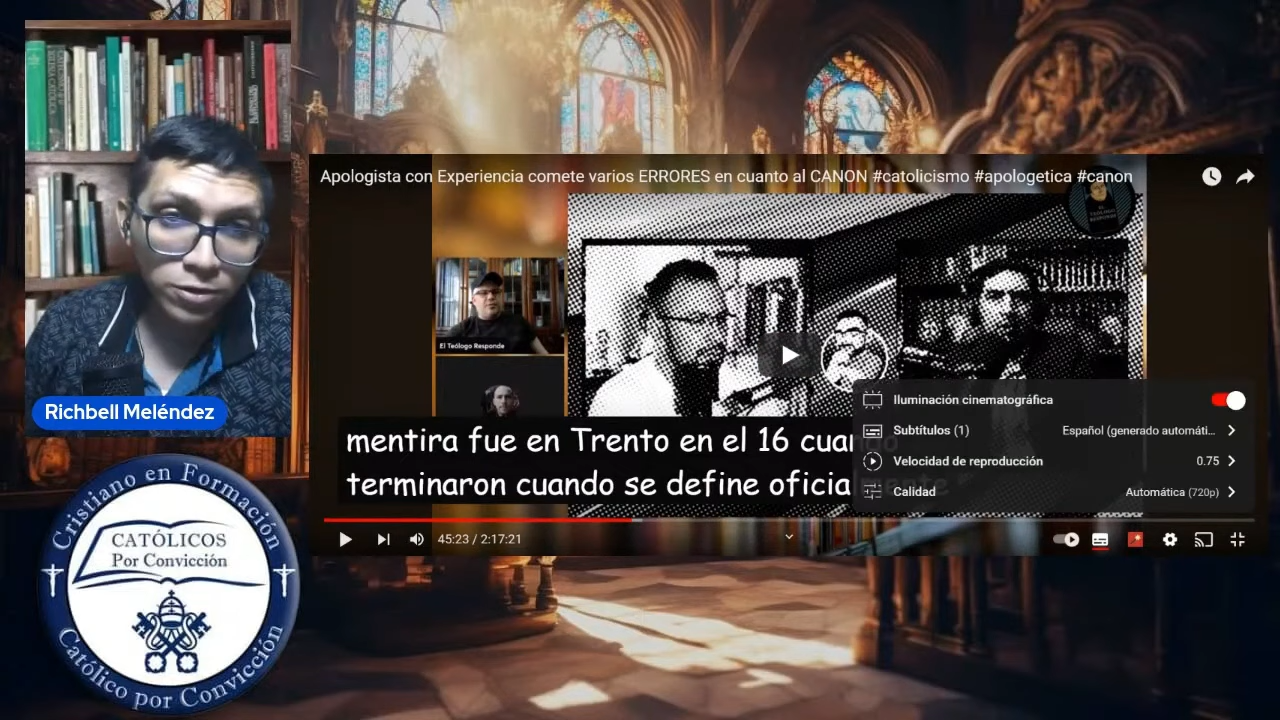 Apologista con Experiencia comete varios ERRORES en cuanto al CANON #catolicismo #apologetica #canon
EL
TEÓLOGO
RESPONDE
El Teólogo Responde
Richbell Meléndez
mentira fue en Trento en el 16
terminaron cuando se define
Iluminación cinematográfica
Subtítulos (1)
Español (generado automáti...
Velocidad de reproducción
0.75
Calidad
Automática (720p)
45:23 / 2:17:21
Cristiano en Formación
CATÓLICOS
Por Convicción
Católico por Convicción